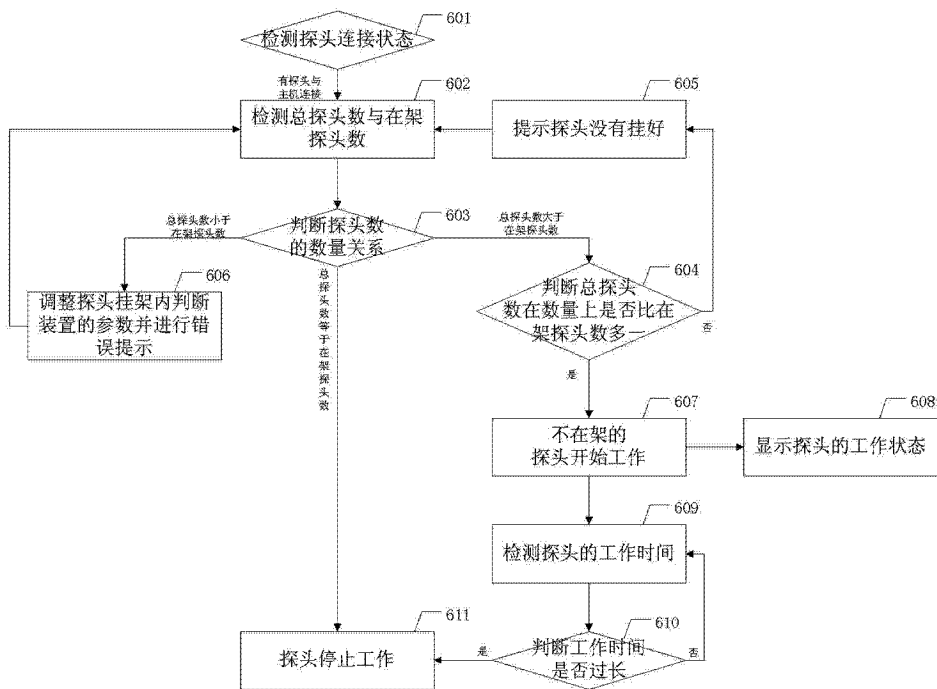 601
检测探头连接状态
有探头与
主机连接
602
检测总探头数与在架
探头数
605
提示探头没有挂好
603
判断探头数
的数量关系
总探头数小于
在架探头数
总探头数大于
在架探头数
604
判断总探头
数在数量上是否比在
架探头数多一
否
是
606
调整探头挂架内判断
装置的参数并进行错
误提示
总探头数等于在架探头数
607
不在架的
探头开始工作
608
显示探头的工作状态
609
检测探头的工作时间
610
判断工作时间
是否过长
否
是
611
探头停止工作